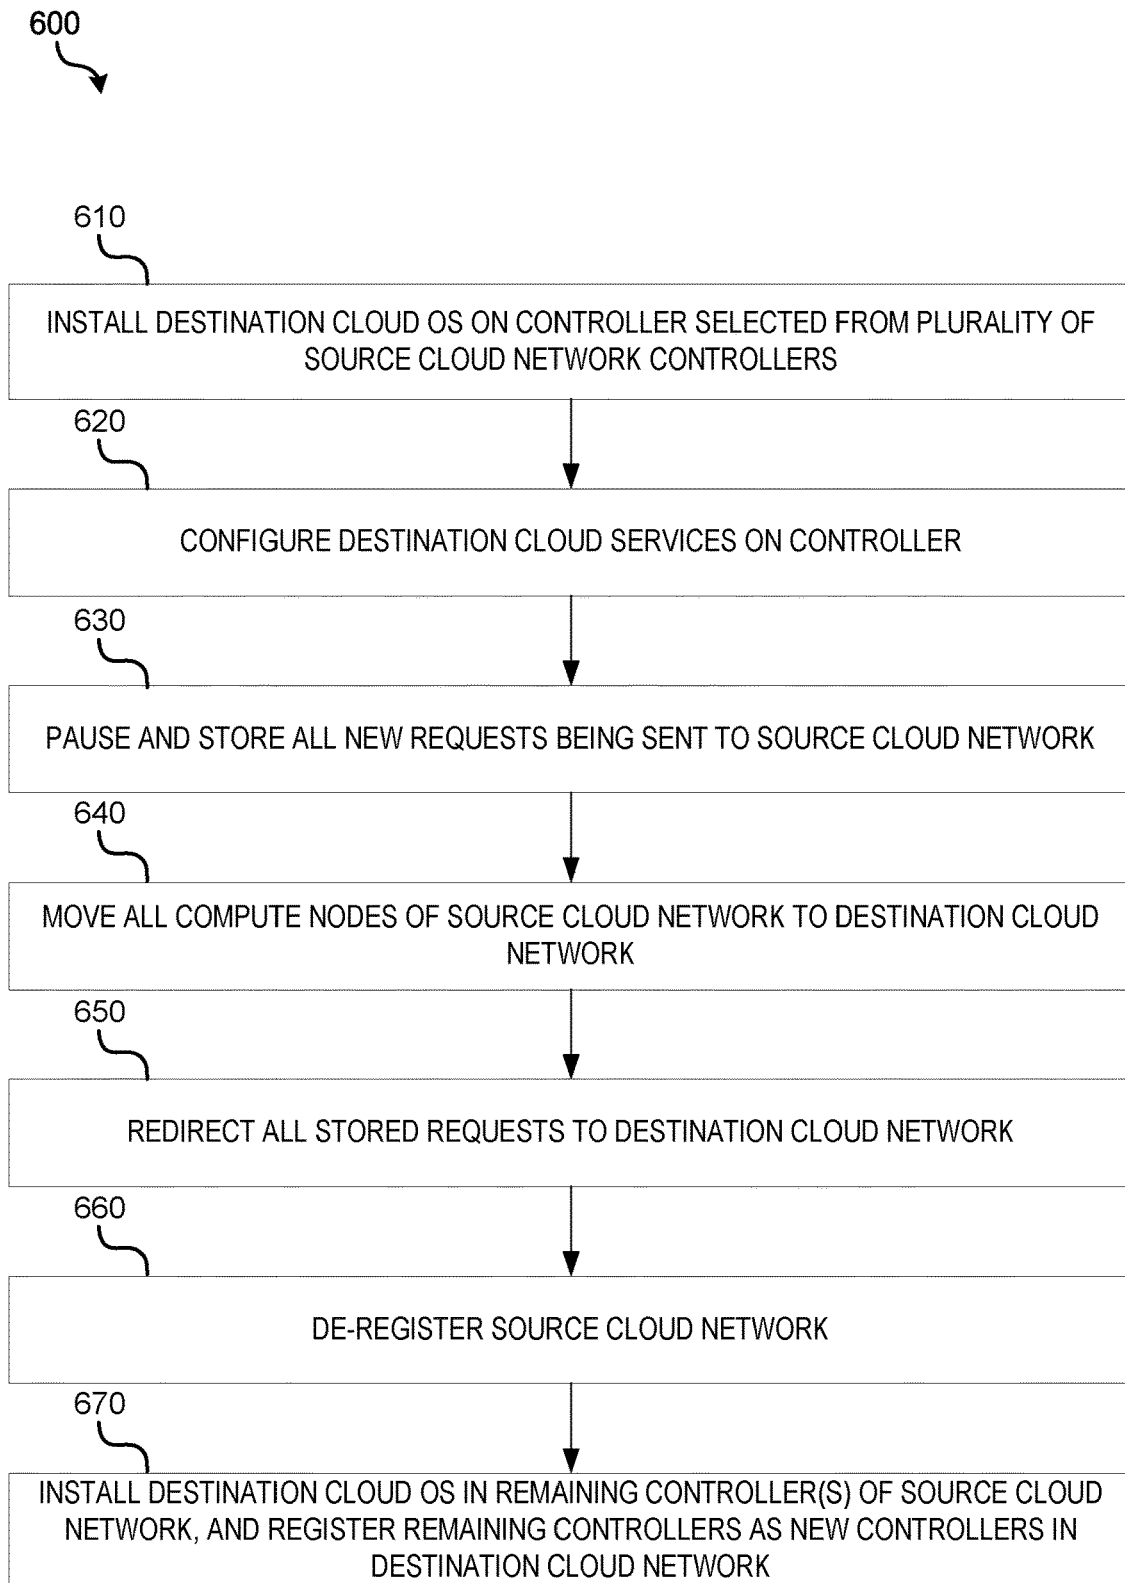 600
610
INSTALL DESTINATION CLOUD OS ON CONTROLLER SELECTED FROM PLURALITY OF
SOURCE CLOUD NETWORK CONTROLLERS
620
CONFIGURE DESTINATION CLOUD SERVICES ON CONTROLLER
630
PAUSE AND STORE ALL NEW REQUESTS BEING SENT TO SOURCE CLOUD NETWORK
640
MOVE ALL COMPUTE NODES OF SOURCE CLOUD NETWORK TO DESTINATION CLOUD
NETWORK
650
REDIRECT ALL STORED REQUESTS TO DESTINATION CLOUD NETWORK
660
DE-REGISTER SOURCE CLOUD NETWORK
670
INSTALL DESTINATION CLOUD OS IN REMAINING CONTROLLER(S) OF SOURCE CLOUD
NETWORK, AND REGISTER REMAINING CONTROLLERS AS NEW CONTROLLERS IN
DESTINATION CLOUD NETWORK